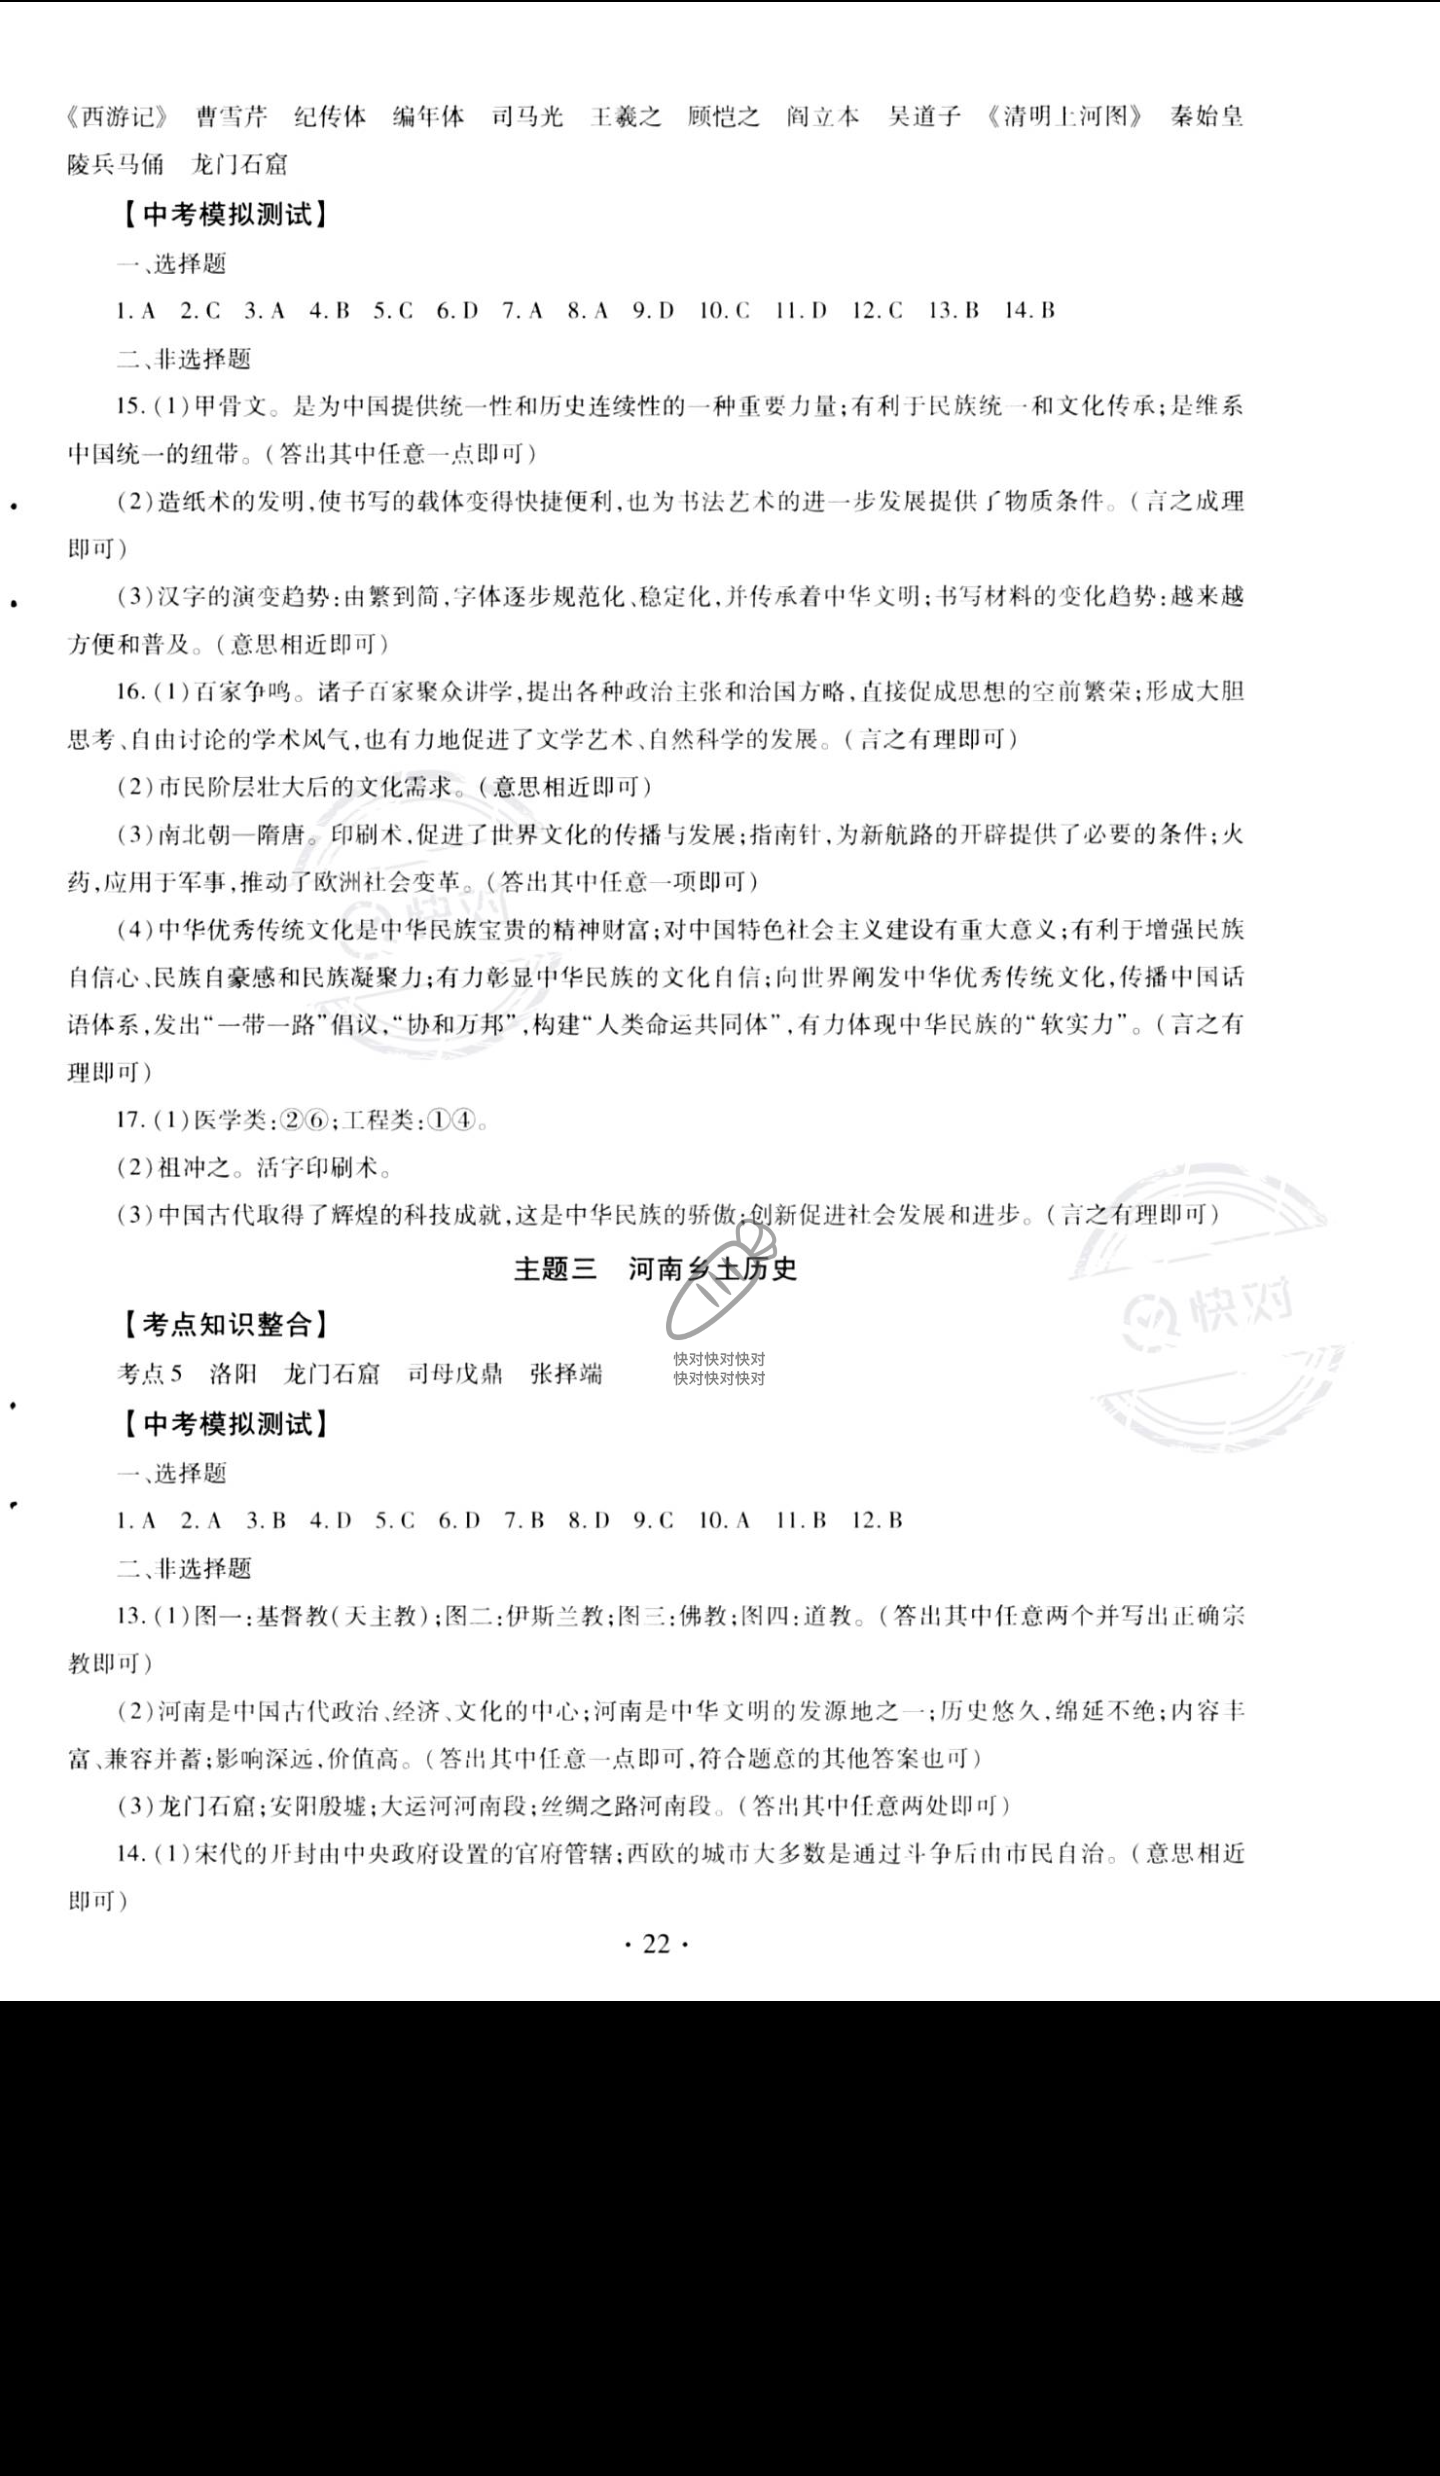 《西游记》 曹雪芹 纪传体 编年体 司马光 王羲之 顾恺之 阎立本 吴道子 《清明上河图》 秦始皇
陵兵马俑 龙门石窟
【中考模拟测试】
一、选择题
1. A 2. C 3. A 4. B 5. C 6. D 7. A 8. A 9. D 10. C 11. D 12. C 13. B 14. B
二、非选择题
15. (1)甲骨文。是为中国提供统一性和历史连续性的一种重要力量;有利于民族统一和文化传承;是维系
中国统一的纽带。(答出其中任意一点即可)
(2)造纸术的发明,使书写的载体变得快捷便利,也为书法艺术的进一步发展提供了物质条件。(言之成理
即可)
(3)汉字的演变趋势:由繁到简,字体逐步规范化、稳定化,并传承着中华文明;书写材料的变化趋势:越来越
方便和普及。(意思相近即可)
16. (1)百家争鸣。诸子百家聚众讲学,提出各种政治主张和治国方略,直接促成思想的空前繁荣;形成大胆
思考、自由讨论的学术风气,也有力地促进了文学艺术、自然科学的发展。(言之有理即可)
(2)市民阶层壮大后的文化需求。(意思相近即可)
(3)南北朝—隋唐。印刷术,促进了世界文化的传播与发展;指南针,为新航路的开辟提供了必要的条件;火
药,应用于军事,推动了欧洲社会变革。(答出其中任意一项即可)
(4)中华优秀传统文化是中华民族宝贵的精神财富;对中国特色社会主义建设有重大意义;有利于增强民族
自信心、民族自豪感和民族凝聚力;有力彰显中华民族的文化自信;向世界阐发中华优秀传统文化,传播中国话
语体系,发出“一带一路”倡议,“协和万邦”,构建“人类命运共同体”,有力体现中华民族的“软实力”。(言之有
理即可)
17. (1)医学类:②⑥;工程类:①④。
(2)祖冲之。活字印刷术。
(3)中国古代取得了辉煌的科技成就,这是中华民族的骄傲;创新促进社会发展和进步。(言之有理即可)
主题三 河南乡土历史
【考点知识整合】
考点 5 洛阳 龙门石窟 司母戊鼎 张择端
快对快对快对
快对快对快对
快对
快对
【中考模拟测试】
一、选择题
1. A 2. A 3. B 4. D 5. C 6. D 7. B 8. D 9. C 10. A 11. B 12. B
二、非选择题
13. (1)图一:基督教(天主教);图二:伊斯兰教;图三:佛教;图四:道教。(答出其中任意两个并写出正确宗
教即可)
(2)河南是中国古代政治、经济、文化的中心;河南是中华文明的发源地之一;历史悠久,绵延不绝;内容丰
富、兼容并蓄;影响深远,价值高。(答出其中任意一点即可,符合题意的其他答案也可)
(3)龙门石窟;安阳殷墟;大运河河南段;丝绸之路河南段。(答出其中任意两处即可)
14. (1)宋代的开封由中央政府设置的官府管辖;西欧的城市大多数是通过斗争后由市民自治。(意思相近
即可)
· 22 ·